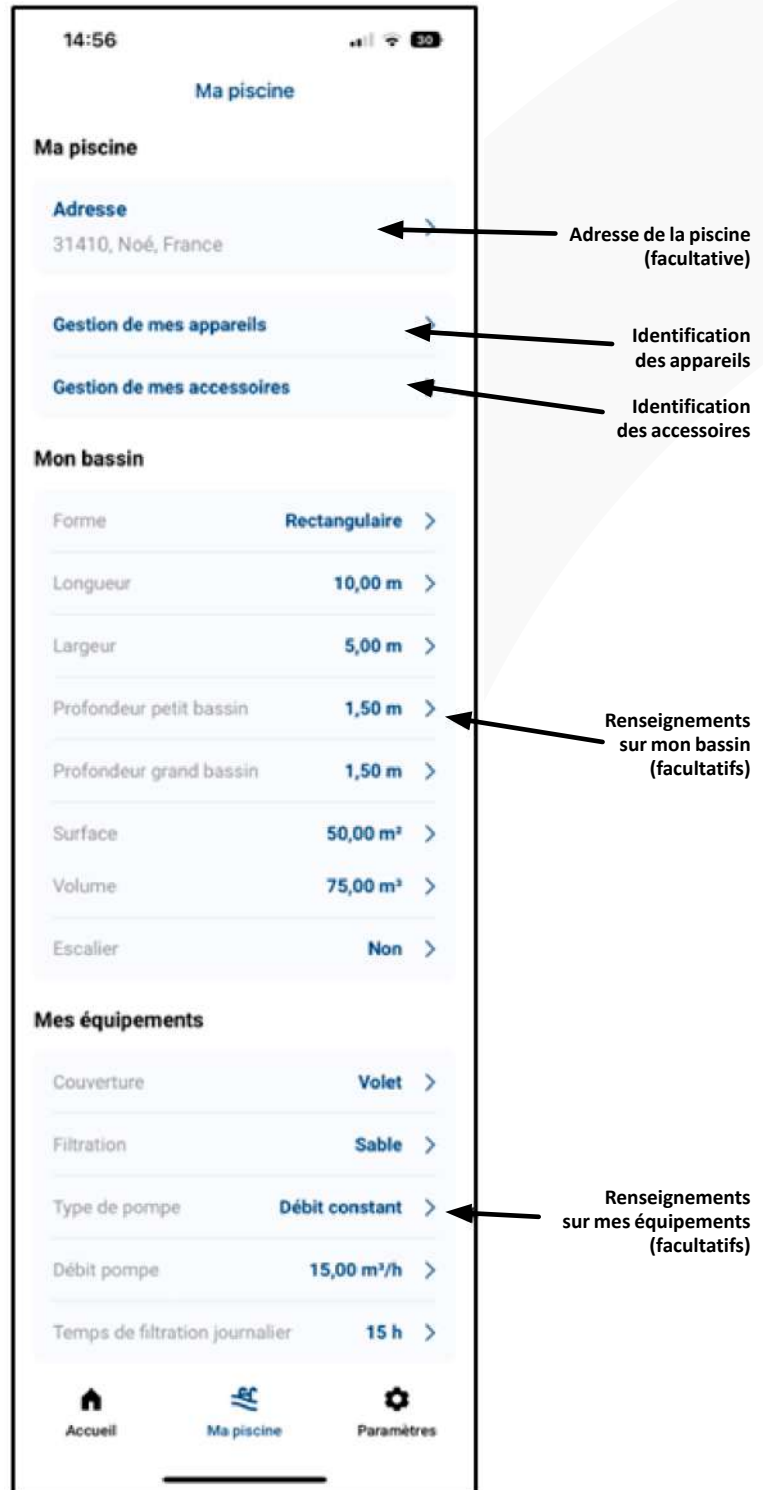 14:56
30
Ma piscine
Ma piscine
Adresse
31410, Noé, France
Adresse de la piscine
(facultative)
Gestion de mes appareils
Identification
des appareils
Gestion de mes accessoires
Identification
des accessoires
Mon bassin
Forme Rectangulaire
Longueur 10,00 m
Largeur 5,00 m
Profondeur petit bassin 1,50 m
Renseignements
sur mon bassin
(facultatifs)
Profondeur grand bassin 1,50 m
Surface 50,00 m²
Volume 75,00 m³
Escalier Non
Mes équipements
Couverture Volet
Filtration Sable
Type de pompe Débit constant
Renseignements
sur mes équipements
(facultatifs)
Débit pompe 15,00 m³/h
Temps de filtration journalier 15 h
Accueil Ma piscine Paramètres